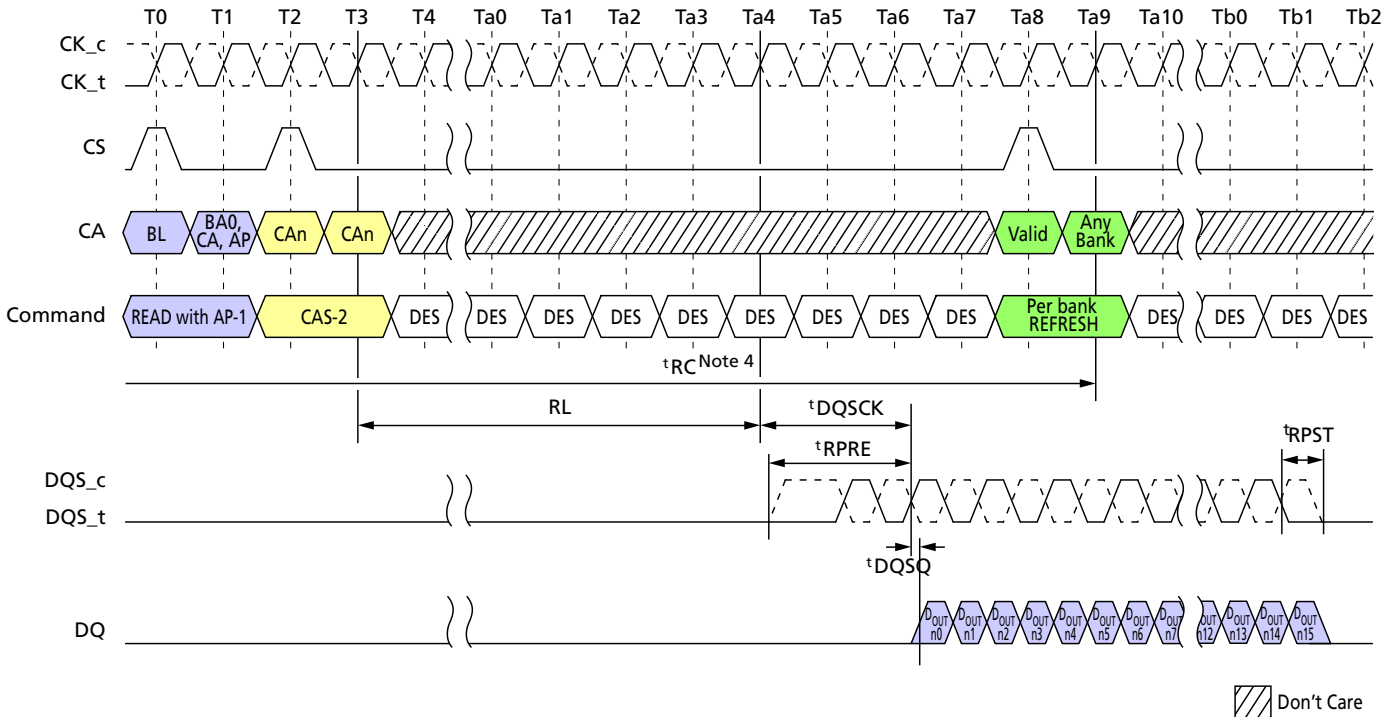 T0 T1 T2 T3 T4 Ta0 Ta1 Ta2 Ta3 Ta4 Ta5 Ta6 Ta7 Ta8 Ta9 Ta10 Tb0 Tb1 Tb2
CK_c
CK_t
CS
CA BL BA0, CA, AP CAn CAn Valid Any Bank
Command READ with AP-1 CAS-2 DES DES DES DES DES DES DES DES DES Per bank REFRESH DES DES DES DES
tRC Note 4
RL tDQSCK
tRPRE tRPST
DQS_c
DQS_t
tDQSQ
DQ DOUT n0 DOUT n1 DOUT n2 DOUT n3 DOUT n4 DOUT n5 DOUT n6 DOUT n7 DOUT n12 DOUT n13 DOUT n14 DOUT n15
Don't Care